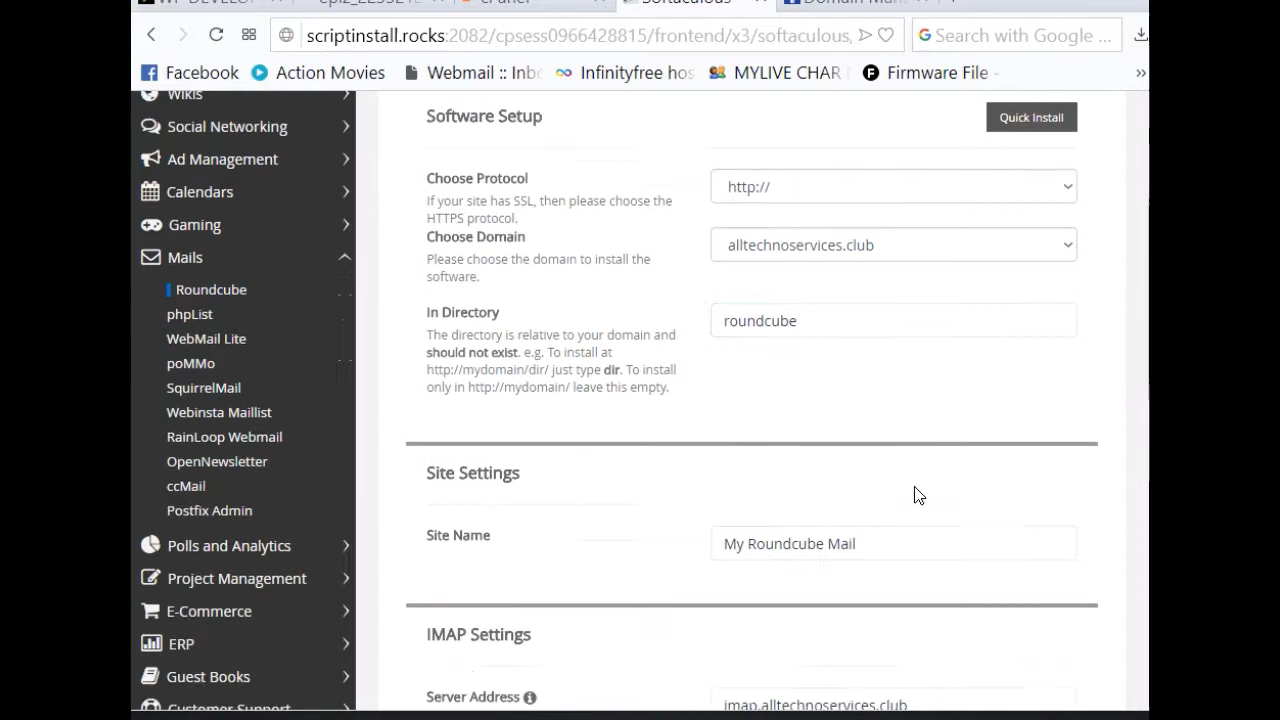 scriptinstall.rocks:2082/cpsess0966428815/frontend/x3/softaculous,
Search with Google ...
Facebook
Action Movies
Webmail :: Inb
Infinityfree hos
MYLIVE CHAR
Firmware File -
»
Wikis
Social Networking
Ad Management
Calendars
Gaming
Mails
Roundcube
phpList
WebMail Lite
poMMo
SquirrelMail
Webinsta Maillist
RainLoop Webmail
OpenNewsletter
ccMail
Postfix Admin
Polls and Analytics
Project Management
E-Commerce
ERP
Guest Books
Customer Support
Software Setup
Quick Install
Choose Protocol
If your site has SSL, then please choose the
HTTPS protocol.
http://
Choose Domain
Please choose the domain to install the
software.
alltechnoservices.club
In Directory
The directory is relative to your domain and
should not exist. e.g. To install at
http://mydomain/dir/ just type dir. To install
only in http://mydomain/ leave this empty.
roundcube
Site Settings
Site Name
My Roundcube Mail
IMAP Settings
Server Address
imap.alltechnoservices.club